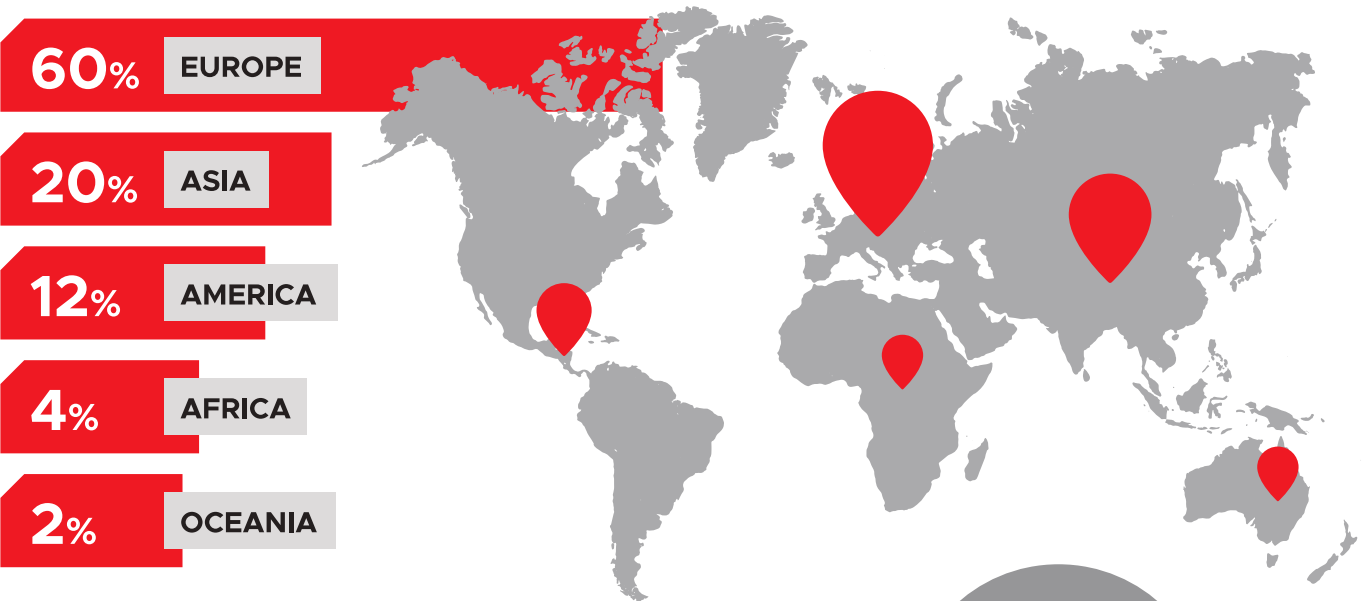 60% EUROPE
20% ASIA
12% AMERICA
4% AFRICA
2% OCEANIA